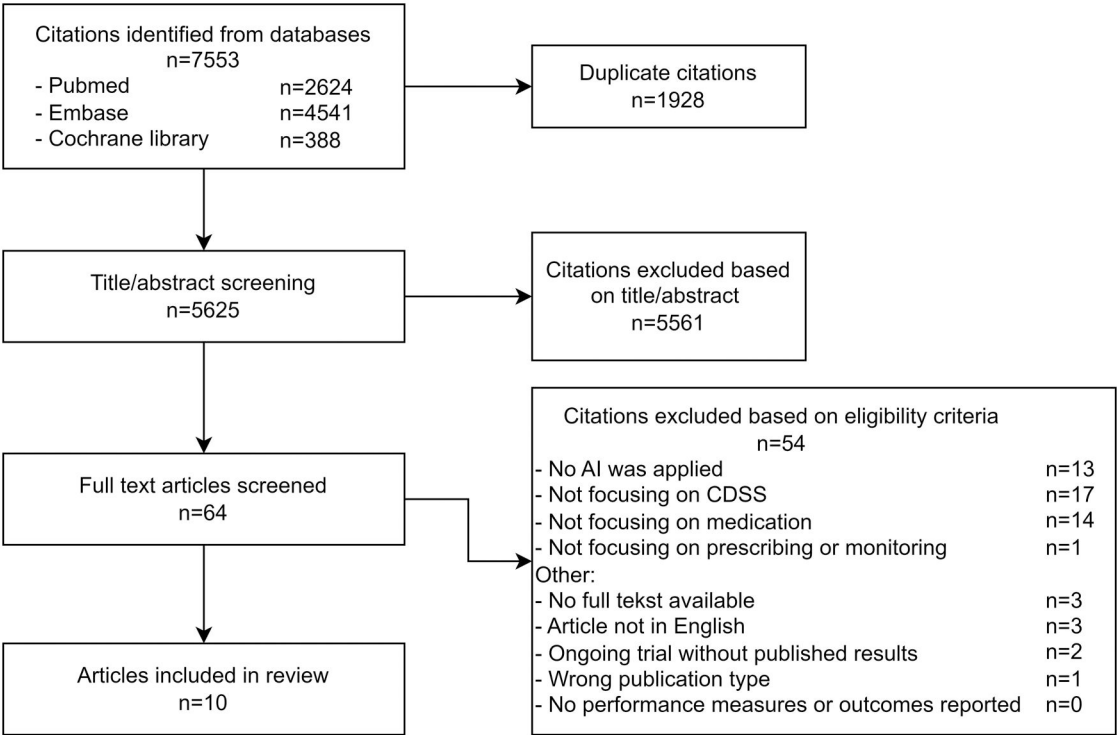 Citations identified from databases
n=7553
- Pubmed n=2624
- Embase n=4541
- Cochrane library n=388
Duplicate citations
n=1928
Title/abstract screening
n=5625
Citations excluded based
on title/abstract
n=5561
Full text articles screened
n=64
Citations excluded based on eligibility criteria
n=54
- No AI was applied n=13
- Not focusing on CDSS n=17
- Not focusing on medication n=14
- Not focusing on prescribing or monitoring n=1
Other:
- No full tekst available n=3
- Article not in English n=3
- Ongoing trial without published results n=2
- Wrong publication type n=1
- No performance measures or outcomes reported n=0
Articles included in review
n=10